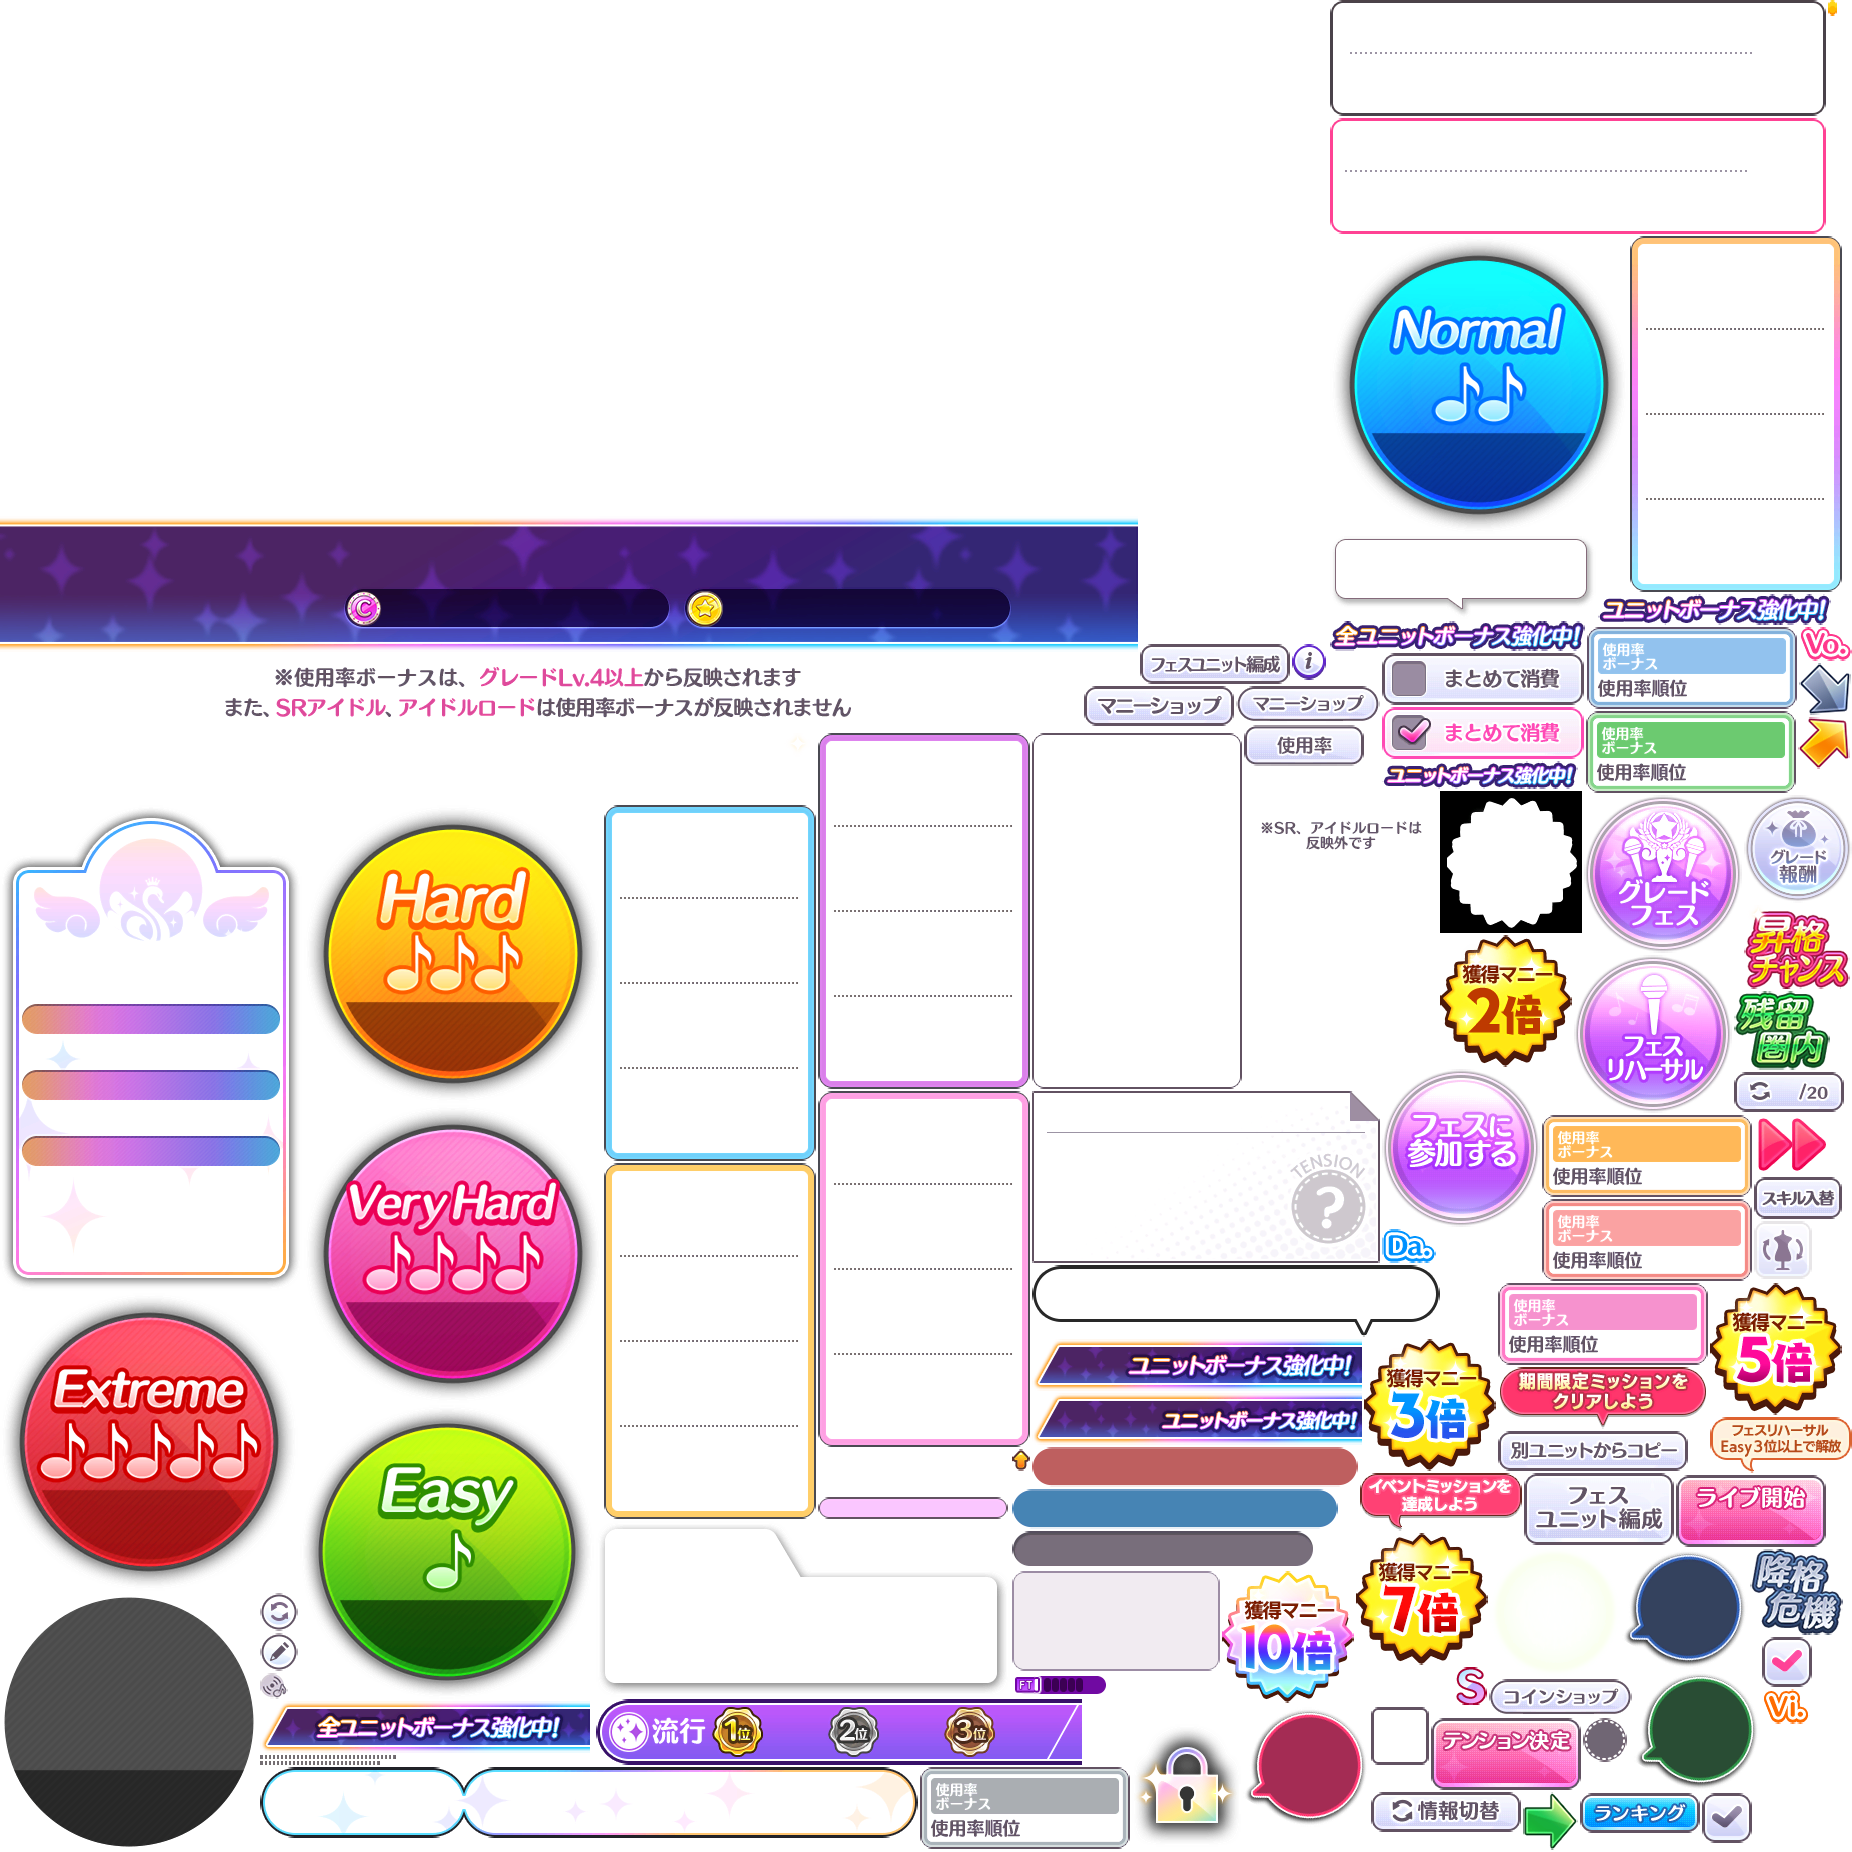 Normal
ユニットボーナス強化中!
全ユニットボーナス強化中!
使用率
ボーナス
使用率順位
Vo.
フェスユニット編成
i
まとめて消費
※使用率ボーナスは、グレードLv.4以上から反映されます
また、SRアイドル、アイドルロードは使用率ボーナスが反映されません
マニーショップ
マニーショップ
まとめて消費
使用率
ボーナス
使用率順位
使用率
ユニットボーナス強化中!
※SR、アイドルロードは
反映外です
グレード
フェス
グレード
報酬
Hard
昇格
チャンス
獲得マニー
2倍
フェス
リハーサル
残留
圏内
/20
フェスに
参加する
使用率
ボーナス
使用率順位
スキル入替
TENSION
?
Very Hard
使用率
ボーナス
使用率順位
Da.
使用率
ボーナス
使用率順位
獲得マニー
5倍
ユニットボーナス強化中!
獲得マニー
3倍
期間限定ミッションを
クリアしよう
Extreme
ユニットボーナス強化中!
別ユニットからコピー
フェスリハーサル
Easy3位以上で解放
Easy
イベントミッションを
達成しよう
フェス
ユニット編成
ライブ開始
獲得マニー
7倍
降格
危機
獲得マニー
10倍
FT
S
コインショップ
Vi.
全ユニットボーナス強化中!
流行
1位
2位
3位
テンション決定
使用率
ボーナス
使用率順位
情報切替
ランキング